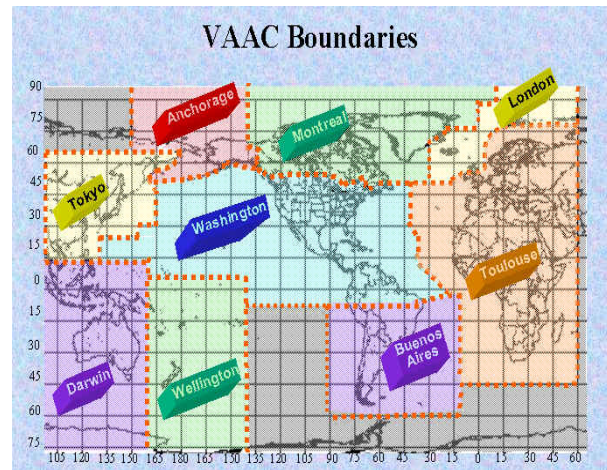 VAAC Boundaries
90
75
60
45
30
15
0
15
30
45
60
75
Anchorage
Montreal
London
Tokyo
Washington
Toulouse
Darwin
Wellington
Buenos
Aires
105 120 135 150 165 180 165 150 135 120 105 90 75 60 45 30 15 0 15 30 45 60